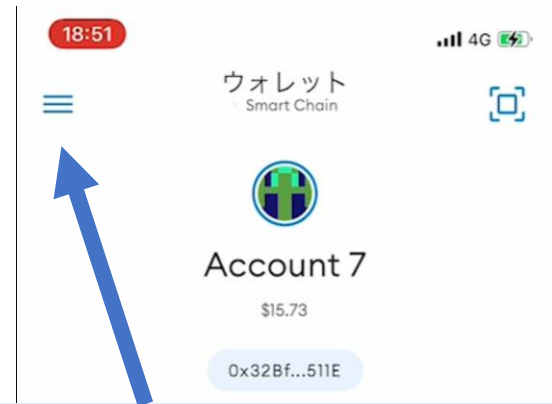 18:51
4G
ウォレット
Smart Chain
Account 7
$15.73
0x32Bf...511E